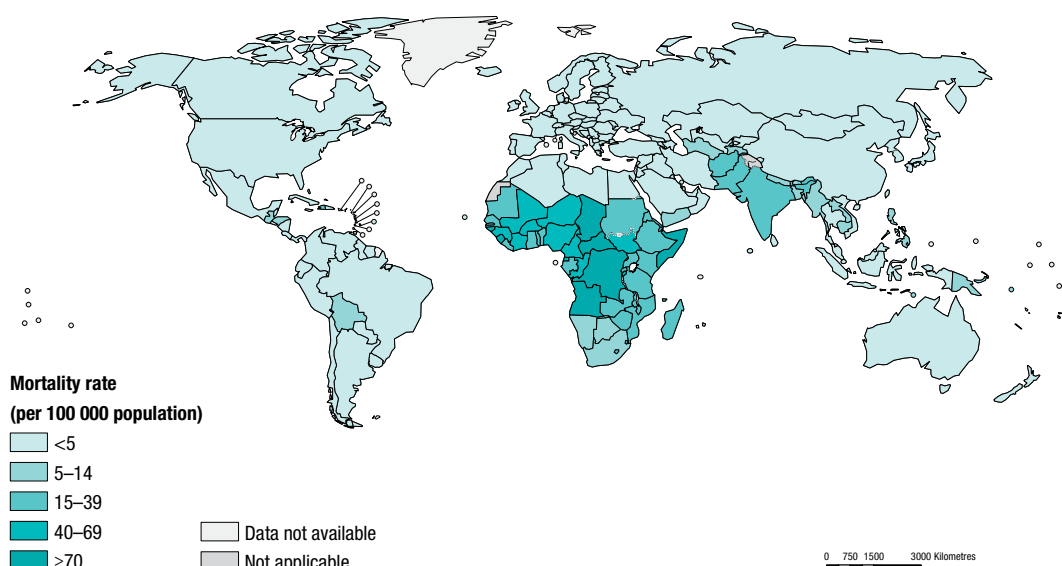 Mortality rate
(per 100 000 population)
<5
5–14
15–39
40–69
≥70
Data not available
Not applicable
0 750 1500 3000 Kilometres